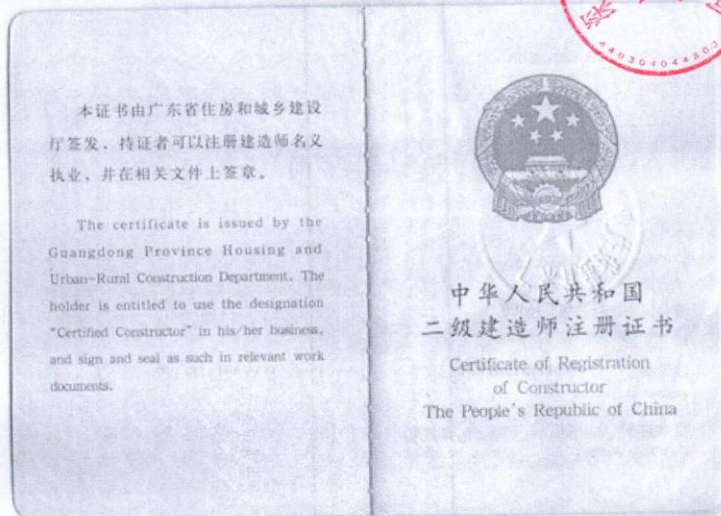 本证书由广东省住房和城乡建设
厅签发，持证者可以注册建造师名义
执业，并在相关文件上签章。
The certificate is issued by the
Guangdong Province Housing and
Urban-Rural Construction Department. The
holder is entitled to use the designation
"Certified Constructor" in his/her business,
and sign and seal as such in relevant work
documents.
4403040444803
中华人民共和国
二级建造师注册证书
Certificate of Registration
of Constructor
The People's Republic of China